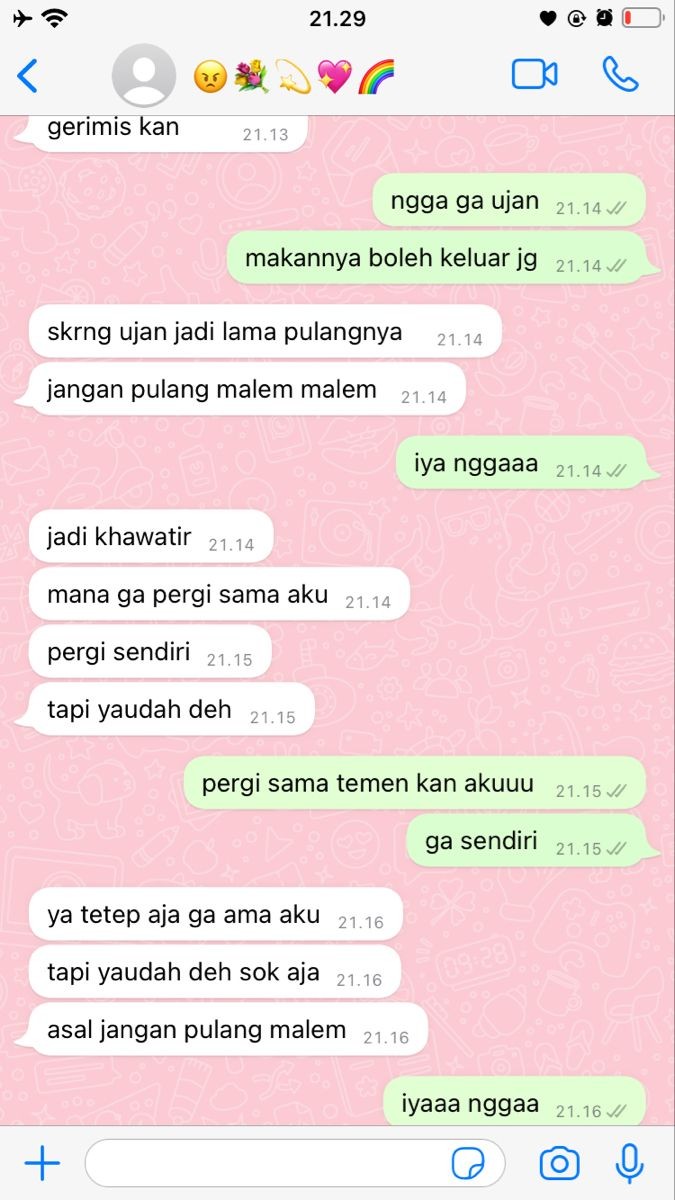 21.29
😠💐💫💖🌈
gerimis kan 21.13
ngga ga ujan 21.14
makannya boleh keluar jg 21.14
skrng ujan jadi lama pulangnya 21.14
jangan pulang malem malem 21.14
iya nggaaa 21.14
jadi khawatir 21.14
mana ga pergi sama aku 21.14
pergi sendiri 21.15
tapi yaudah deh 21.15
pergi sama temen kan akuuu 21.15
ga sendiri 21.15
ya tetep aja ga ama aku 21.16
tapi yaudah deh sok aja 21.16
asal jangan pulang malem 21.16
iyaaa nggaa 21.16